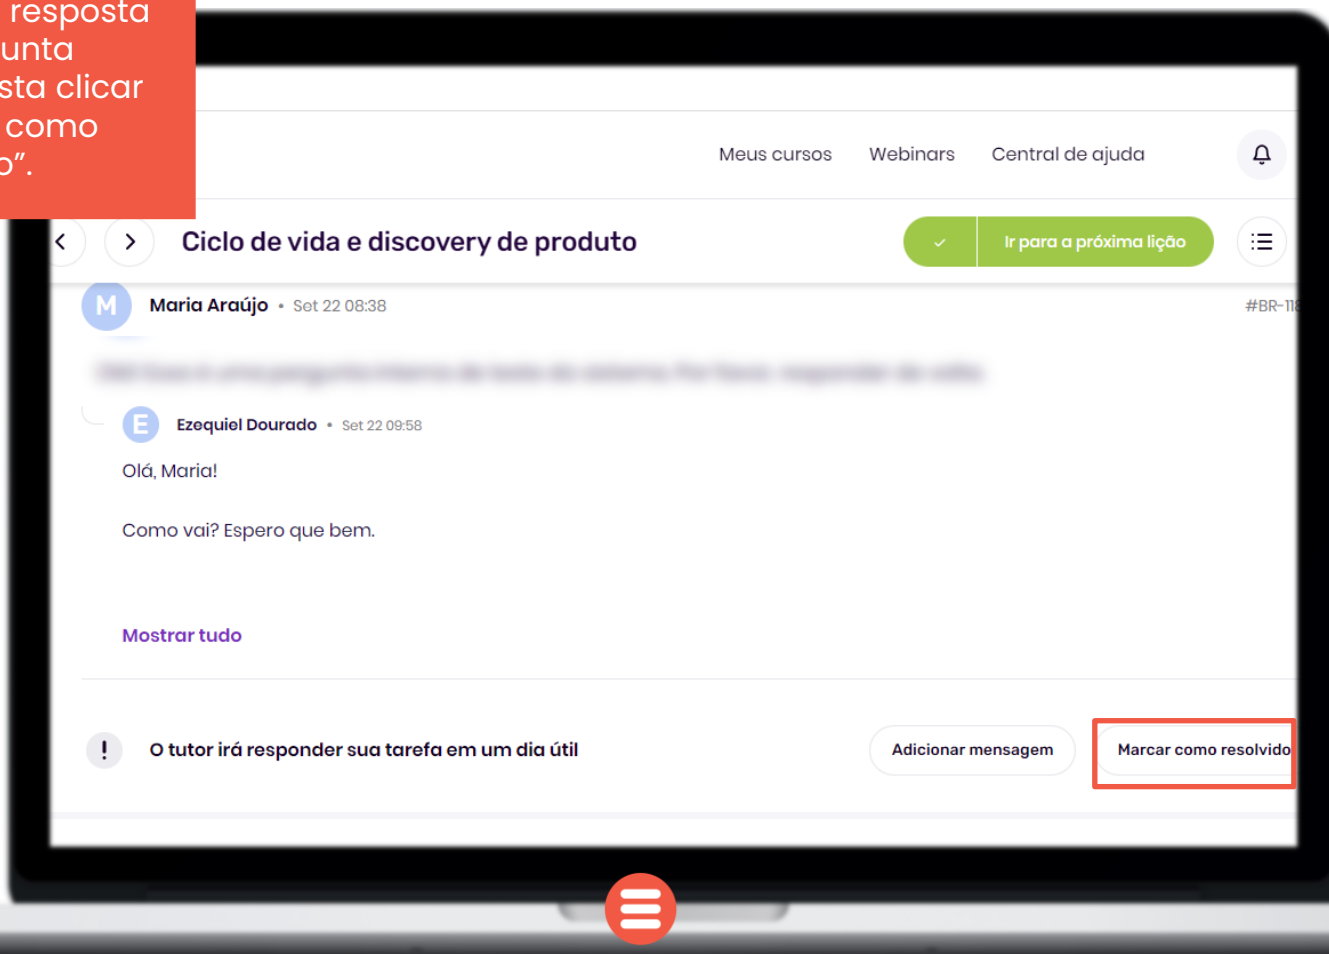 resposta
unta
sta clicar
como
o”.
Meus cursos Webinars Central de ajuda
Ciclo de vida e discovery de produto
Ir para a próxima lição
M
Maria Araújo • Set 22 08:38
#BR-118
E
Ezequiel Dourado • Set 22 09:58
Olá, Maria!
Como vai? Espero que bem.
Mostrar tudo
! O tutor irá responder sua tarefa em um dia útil
Adicionar mensagem
Marcar como resolvido